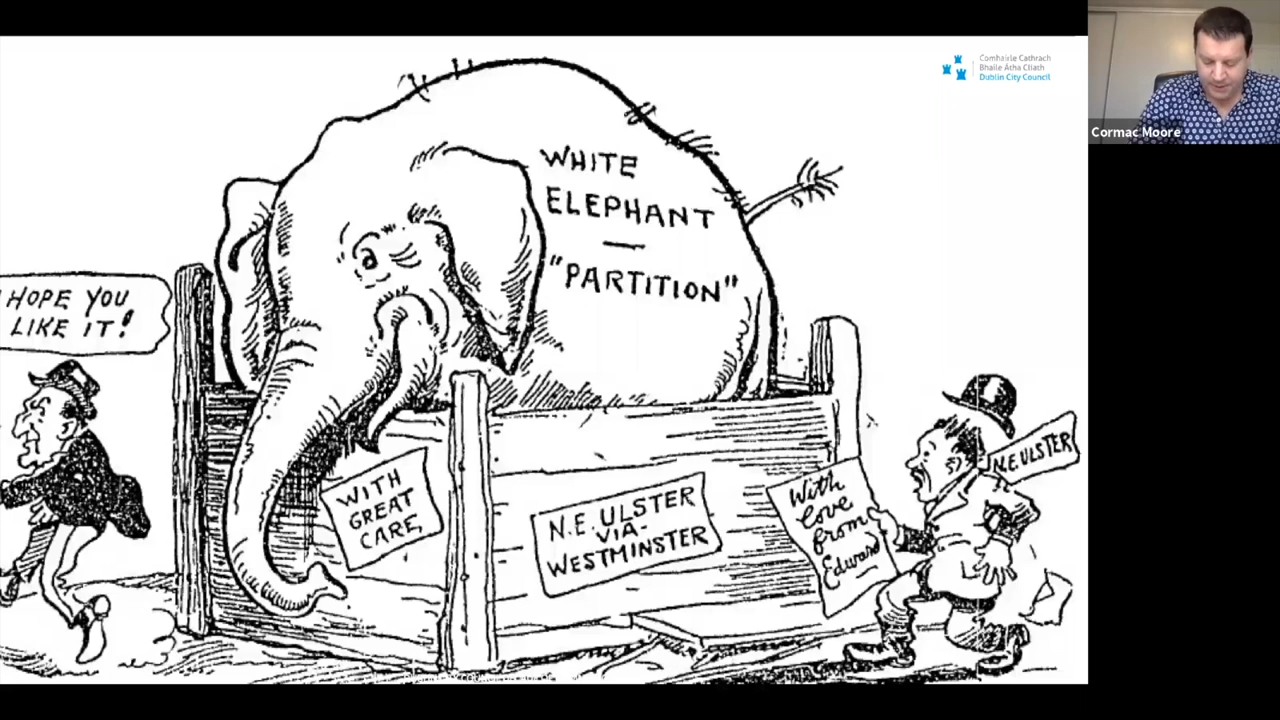 Comhairle Cathrach
Bhaile Átha Cliath
Dublin City Council
Cormac Moore
WHITE
ELEPHANT
—
"PARTITION"
HOPE YOU
LIKE IT!
N.E. ULSTER
WITH
GREAT
CARE,
N.E. ULSTER
VIA-
WESTMINSTER
With
love
from
Edward